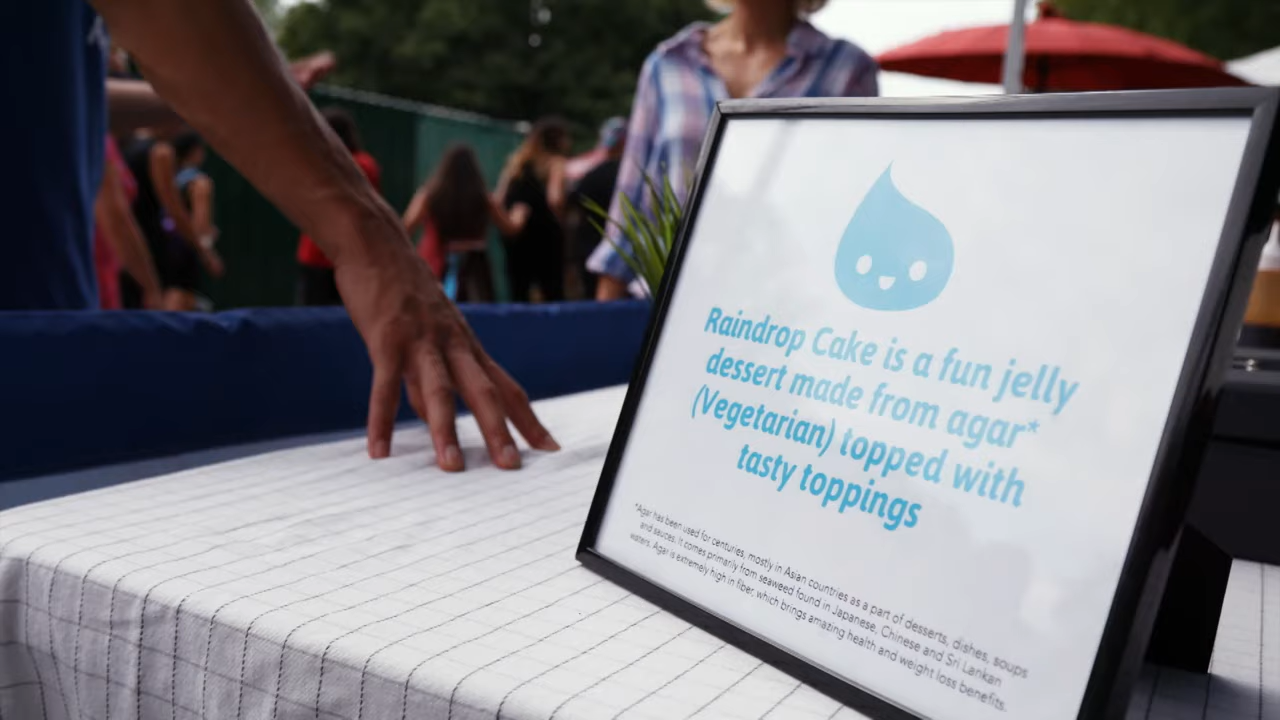 Raindrop Cake is a fun jelly
dessert made from agar*
(Vegetarian) topped with
tasty toppings
*Agar has been used for centuries, mostly in Asian countries as a part of desserts, dishes, soups
and sauces. It comes primarily from seaweed found in Japanese, Chinese and Sri Lankan
waters. Agar is extremely high in fiber, which brings amazing health and weight loss benefits.